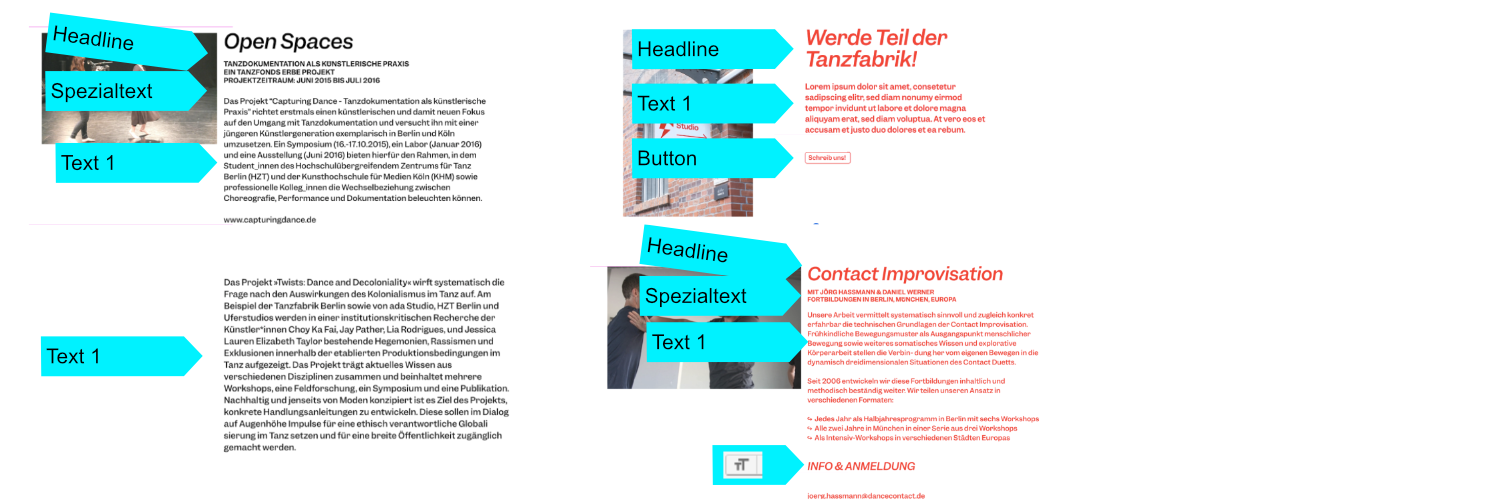 Headline
Spezialtext
Text 1
Open Spaces
TANZDOKUMENTATION ALS KÜNSTLERISCHE PRAXIS
EIN TANZFONDS ERBE PROJEKT
PROJEKTZEITRAUM: JUNI 2015 BIS JULI 2016
Das Projekt "Capturing Dance - Tanzdokumentation als künstlerische
Praxis" richtet erstmals einen künstlerischen und damit neuen Fokus
auf den Umgang mit Tanzdokumentation und versucht ihn mit einer
jüngeren Künstlergeneration exemplarisch in Berlin und Köln
umzusetzen. Ein Symposium (16.-17.10.2015), ein Labor (Januar 2016)
und eine Ausstellung (Juni 2016) bieten hierfür den Rahmen, in dem
Student_innen des Hochschulübergreifendem Zentrums für Tanz
Berlin (HZT) und der Kunsthochschule für Medien Köln (KHM) sowie
professionelle Kolleg_innen die Wechselbeziehung zwischen
Choreografie, Performance und Dokumentation beleuchten können.
www.capturingdance.de
Text 1
Das Projekt »Twists: Dance and Decoloniality« wirft systematisch die
Frage nach den Auswirkungen des Kolonialismus im Tanz auf. Am
Beispiel der Tanzfabrik Berlin sowie von ada Studio, HZT Berlin und
Uferstudios werden in einer institutionskritischen Recherche der
Künstler*innen Choy Ka Fai, Jay Pather, Lia Rodrigues, und Jessica
Lauren Elizabeth Taylor bestehende Hegemonien, Rassismen und
Exklusionen innerhalb der etablierten Produktionsbedingungen im
Tanz aufgezeigt. Das Projekt trägt aktuelles Wissen aus
verschiedenen Disziplinen zusammen und beinhaltet mehrere
Workshops, eine Feldforschung, ein Symposium und eine Publikation.
Nachhaltig und jenseits von Moden konzipiert ist es Ziel des Projekts,
konkrete Handlungsanleitungen zu entwickeln. Diese sollen im Dialog
auf Augenhöhe Impulse für eine ethisch verantwortliche Globali
sierung im Tanz setzen und für eine breite Öffentlichkeit zugänglich
gemacht werden.
Headline
Text 1
Studio
Button
Werde Teil der
Tanzfabrik!
Lorem ipsum dolor sit amet, consetetur
sadipscing elitr, sed diam nonumy eirmod
tempor invidunt ut labore et dolore magna
aliquyam erat, sed diam voluptua. At vero eos et
accusam et justo duo dolores et ea rebum.
Schreib uns!
Headline
Spezialtext
Text 1
Contact Improvisation
MIT JÖRG HASSMANN & DANIEL WERNER
FORTBILDUNGEN IN BERLIN, MÜNCHEN, EUROPA
Unsere Arbeit vermittelt systematisch sinnvoll und zugleich konkret
erfahrbar die technischen Grundlagen der Contact Improvisation.
Frühkindliche Bewegungsmuster als Ausgangspunkt menschlicher
Bewegung sowie weiteres somatisches Wissen und explorative
Körperarbeit stellen die Verbin- dung her vom eigenen Bewegen in die
dynamisch dreidimensionalen Situationen des Contact Duetts.
Seit 2006 entwickeln wir diese Fortbildungen inhaltlich und
methodisch beständig weiter. Wir teilen unseren Ansatz in
verschiedenen Formaten:
↪ Jedes Jahr als Halbjahresprogramm in Berlin mit sechs Workshops
↪ Alle zwei Jahre in München in einer Serie aus drei Workshops
↪ Als Intensiv-Workshops in verschiedenen Städten Europas
TT
INFO & ANMELDUNG
joerg.hassmann@dancecontact.de